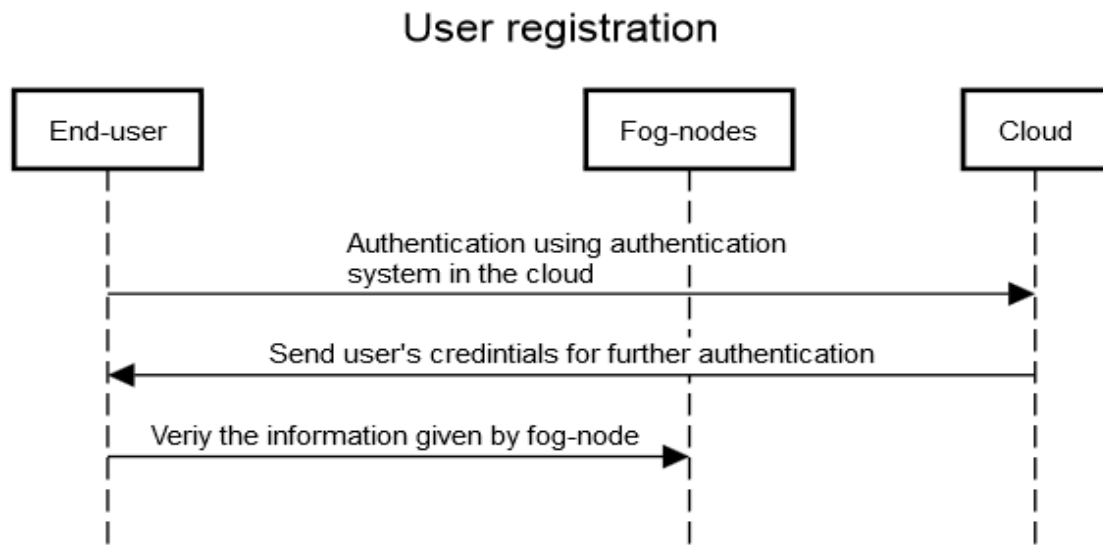 User registration
End-user
Fog-nodes
Cloud
Authentication using authentication
system in the cloud
Send user's credintials for further authentication
Veriy the information given by fog-node